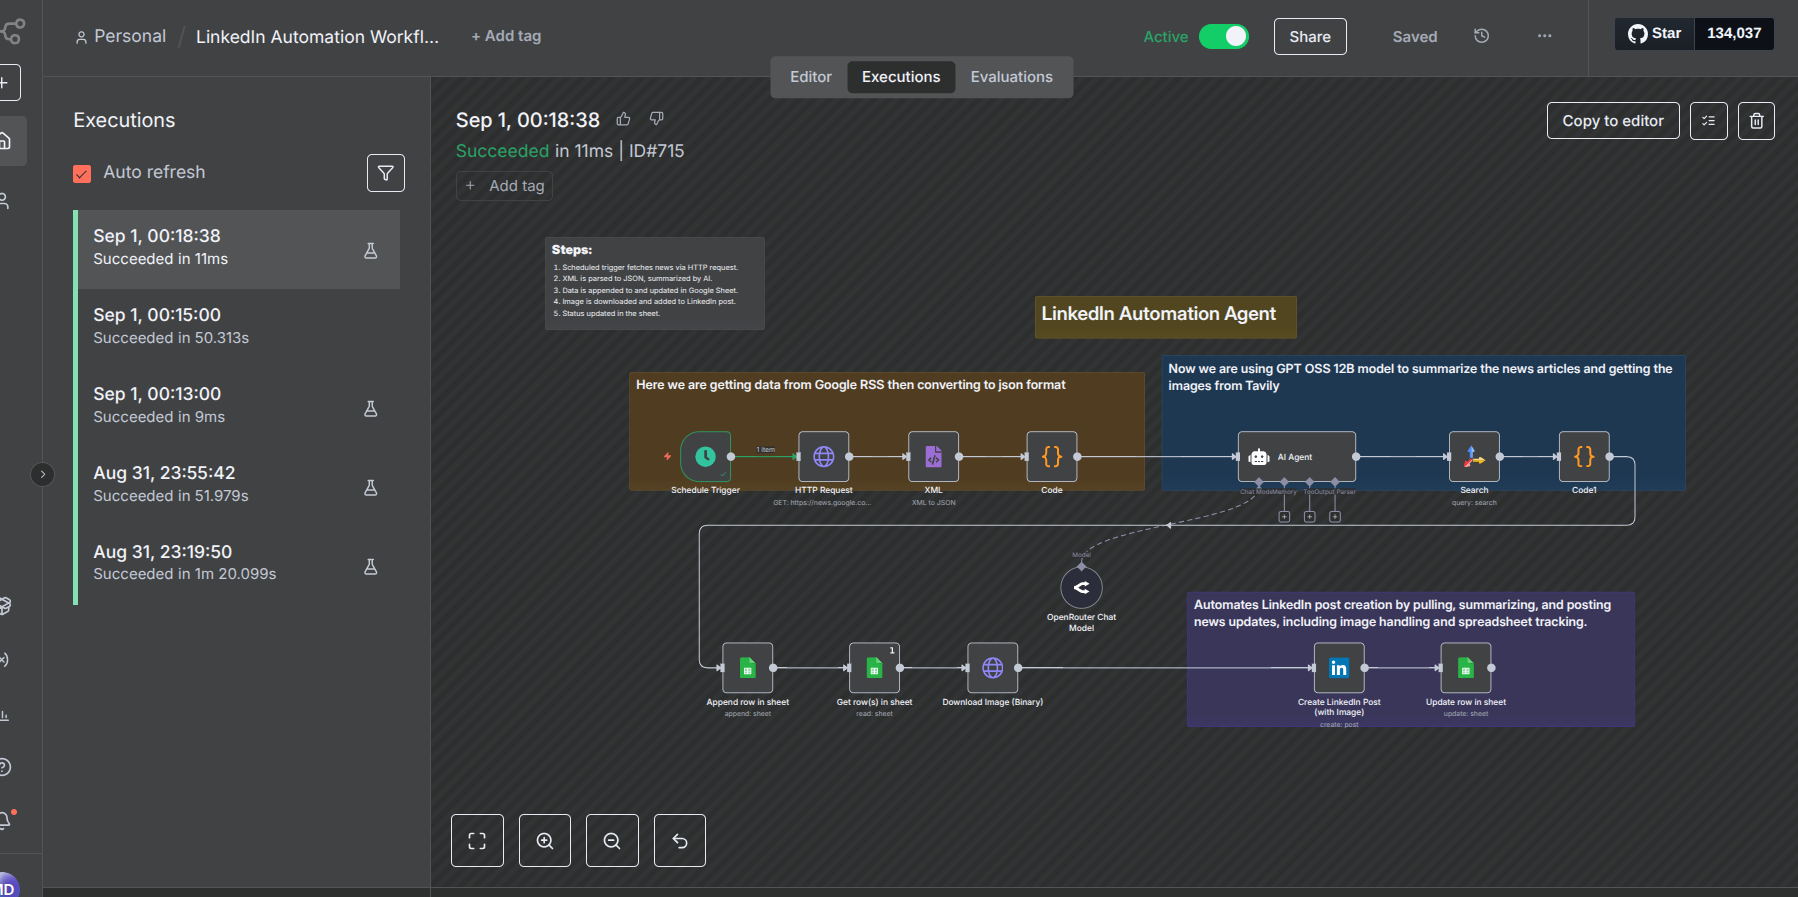 Personal / LinkedIn Automation Workfl... + Add tag
Active
Share
Saved
Star 134,037
Editor Executions Evaluations
Executions
Auto refresh
Sep 1, 00:18:38
Succeeded in 11ms
Sep 1, 00:15:00
Succeeded in 50.313s
Sep 1, 00:13:00
Succeeded in 9ms
Aug 31, 23:55:42
Succeeded in 51.979s
Aug 31, 23:19:50
Succeeded in 1m 20.099s
Sep 1, 00:18:38
Succeeded in 11ms | ID#715
+ Add tag
Copy to editor
Steps:
1. Scheduled trigger fetches news via HTTP request.
2. XML is parsed to JSON, summarized by AI.
3. Data is appended to and updated in Google Sheet.
4. Image is downloaded and added to LinkedIn post.
5. Status updated in the sheet.
LinkedIn Automation Agent
Here we are getting data from Google RSS then converting to json format
1 item
Schedule Trigger
HTTP Request
GET: https://news.google.co...
XML
XML to JSON
Code
Now we are using GPT OSS 12B model to summarize the news articles and getting the
images from Tavily
AI Agent
Chat Model
Memory
Tool
Output Parser
Search
query: search
Code1
Model
OpenRouter Chat
Model
Append row in sheet
append: sheet
1
Get row(s) in sheet
read: sheet
Download Image (Binary)
Automates LinkedIn post creation by pulling, summarizing, and posting
news updates, including image handling and spreadsheet tracking.
in
Create LinkedIn Post
(with Image)
create: post
Update row in sheet
update: sheet
MD